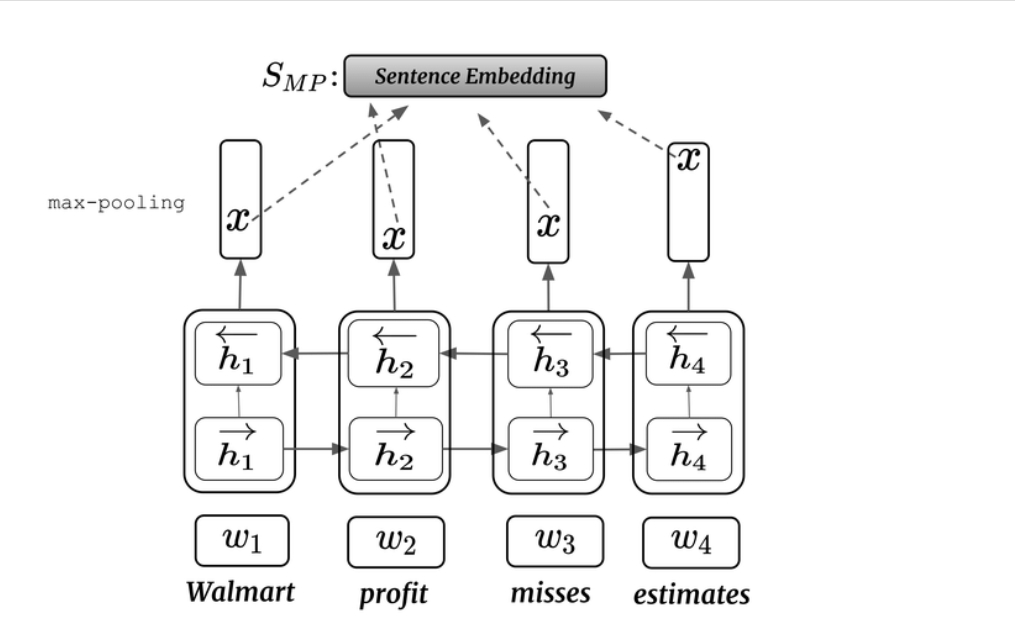 S_{MP}: Sentence Embedding
max-pooling
x x x x
\overleftarrow{h_1} \overleftarrow{h_2} \overleftarrow{h_3} \overleftarrow{h_4}
\overrightarrow{h_1} \overrightarrow{h_2} \overrightarrow{h_3} \overrightarrow{h_4}
w_1 w_2 w_3 w_4
Walmart profit misses estimates